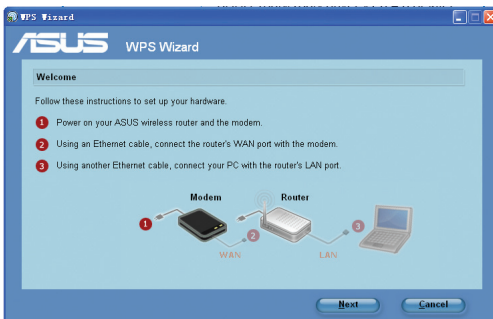 WPS Wizard
ASUS WPS Wizard
Welcome
Follow these instructions to set up your hardware.
1 Power on your ASUS wireless router and the modem.
2 Using an Ethernet cable, connect the router's WAN port with the modem.
3 Using another Ethernet cable, connect your PC with the router's LAN port.
Modem Router
1 2 3
WAN LAN
Next Cancel